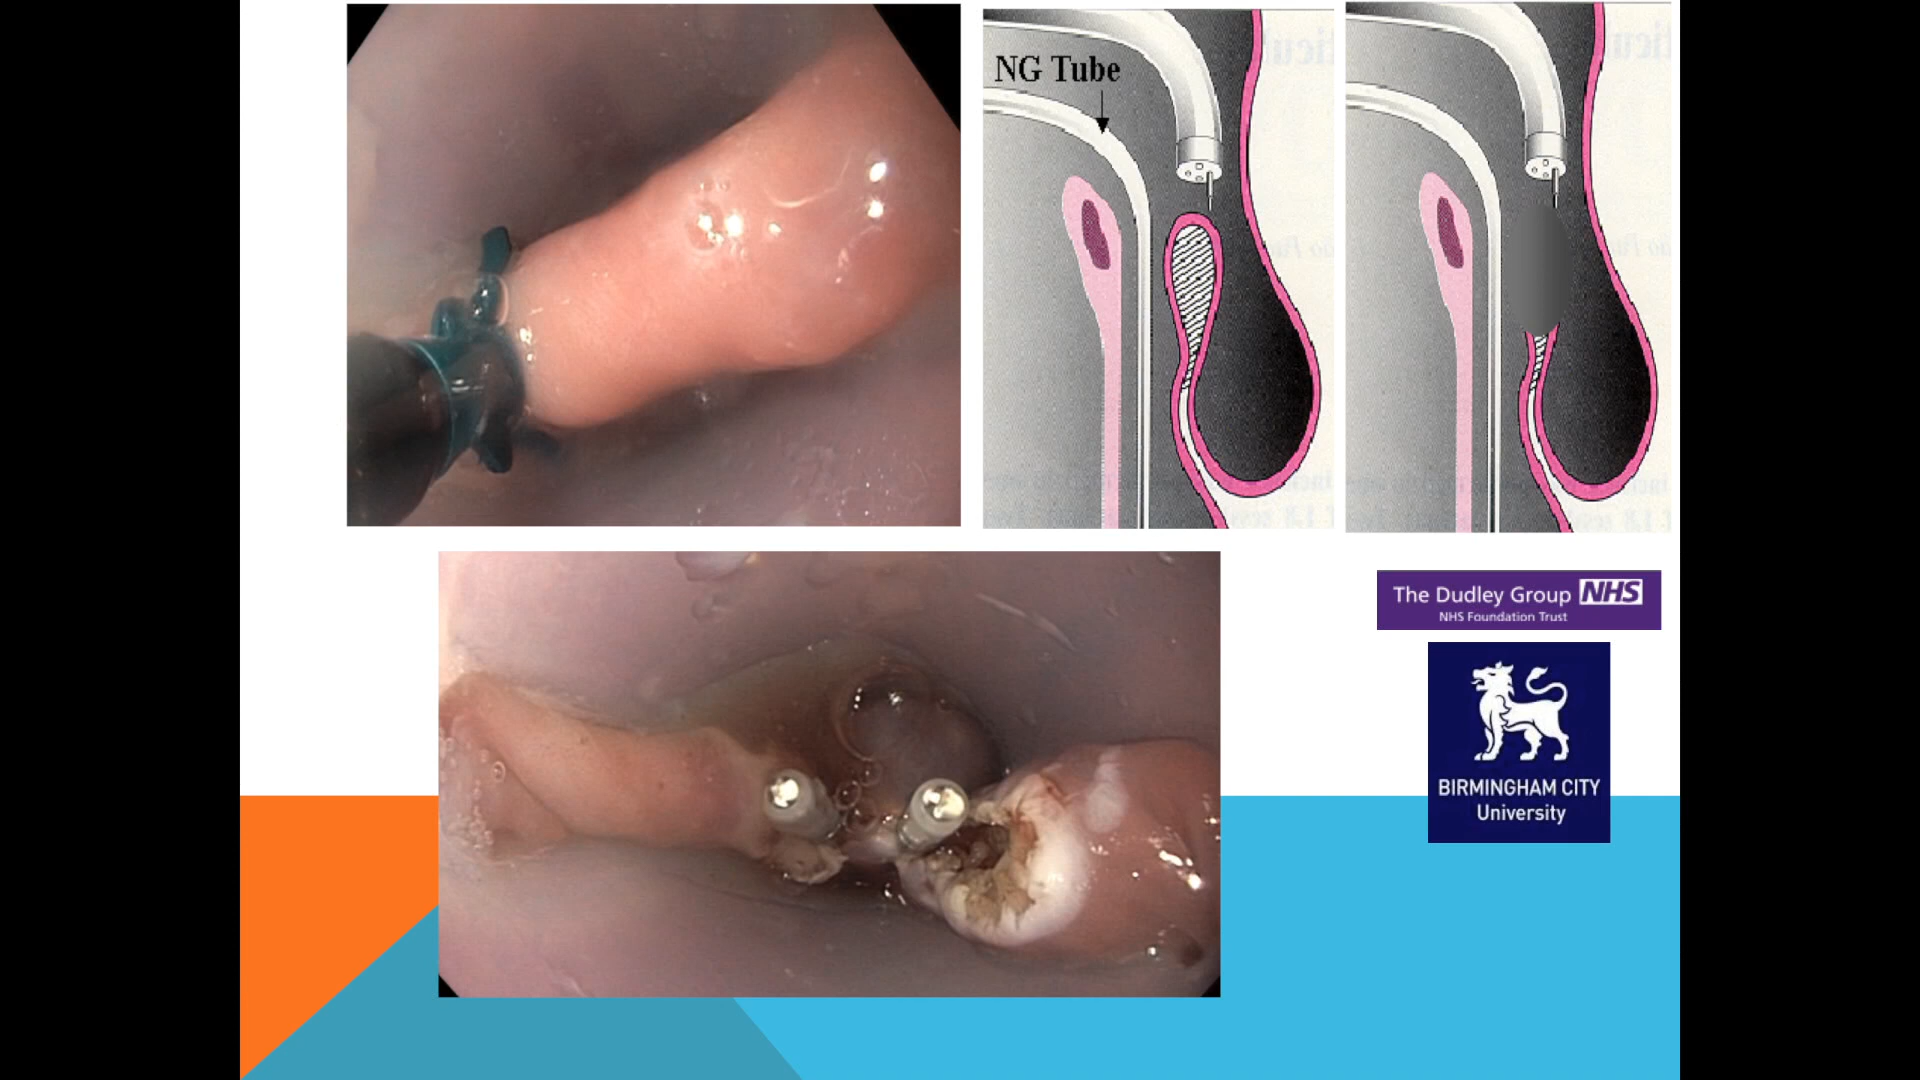 NG Tube
The Dudley Group NHS
NHS Foundation Trust
BIRMINGHAM CITY
University